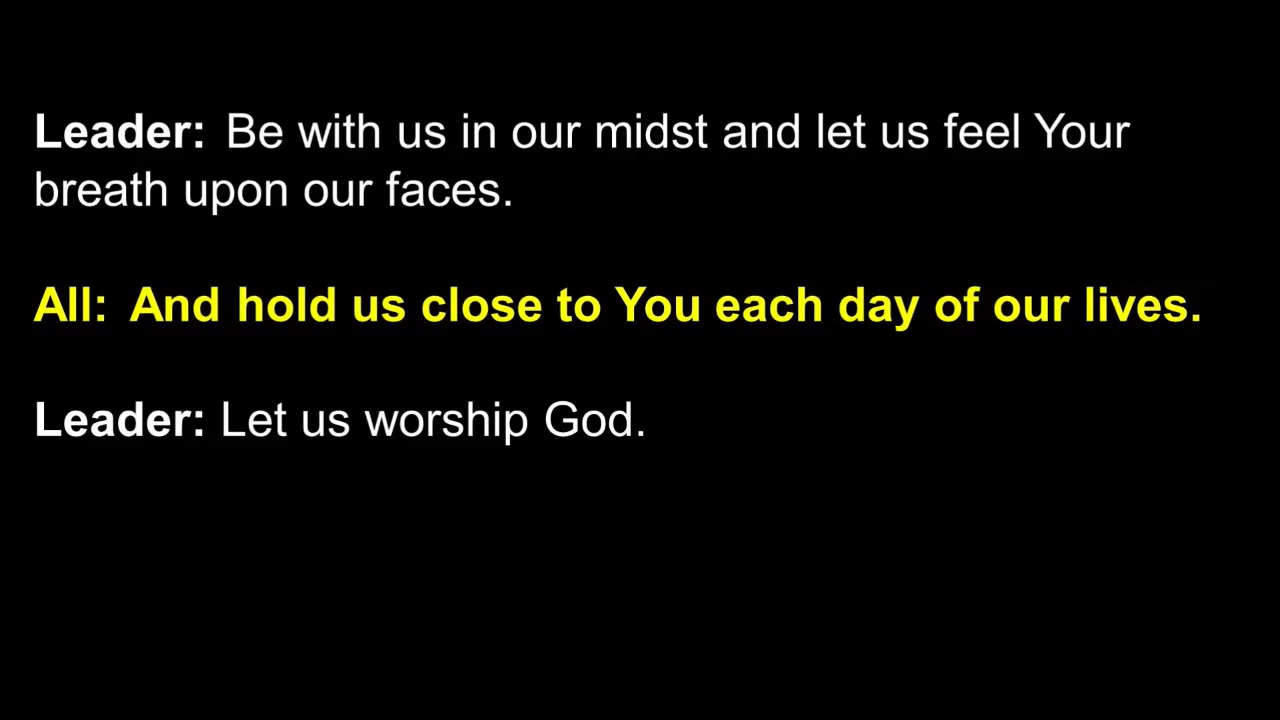 Leader: Be with us in our midst and let us feel Your
breath upon our faces.
All: And hold us close to You each day of our lives.
Leader: Let us worship God.